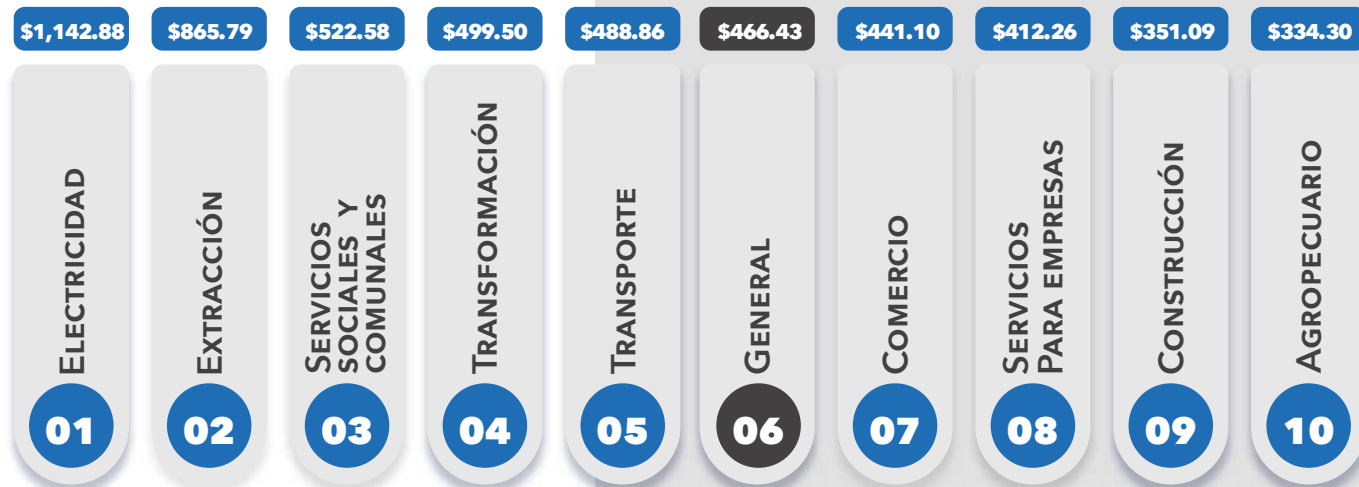 $1,142.88
$865.79
$522.58
$499.50
$488.86
$466.43
$441.10
$412.26
$351.09
$334.30
Electricidad
Extracción
Servicios
sociales y
comunales
Transformación
Transporte
General
Comercio
Servicios
Para empresas
Construcción
Agropecuario
01
02
03
04
05
06
07
08
09
10